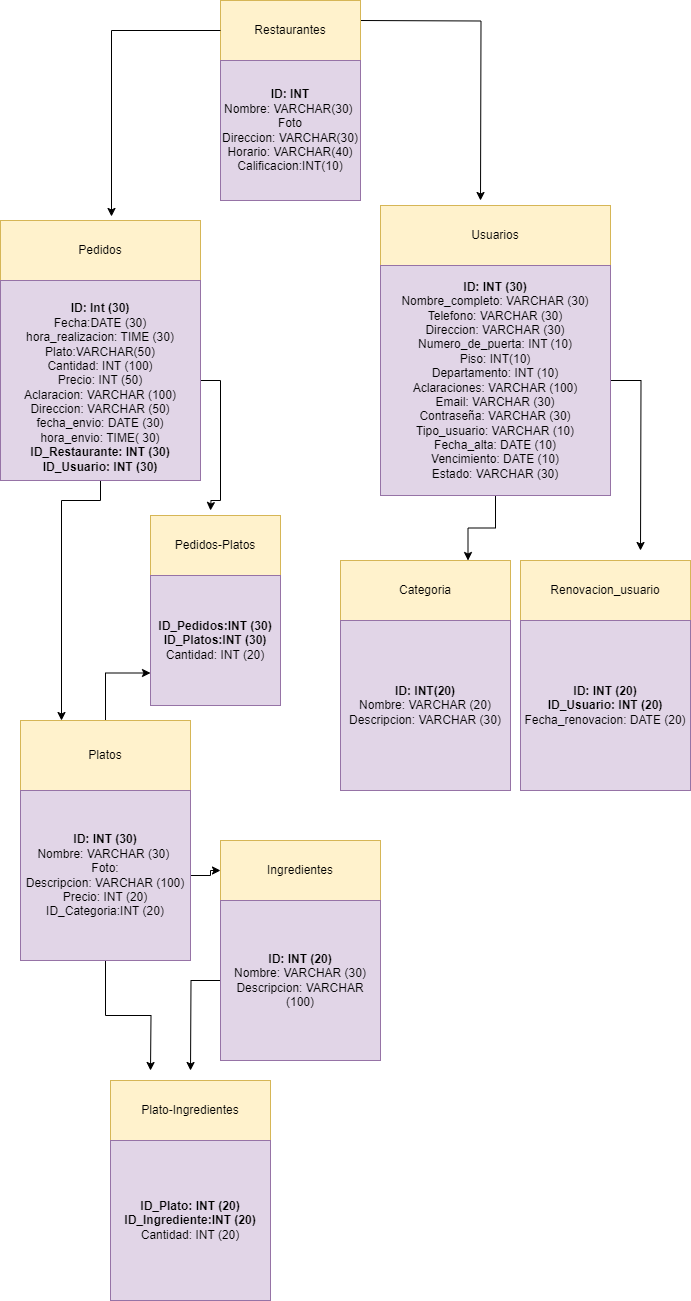 Restaurantes
ID: INT
Nombre: VARCHAR(30)
Foto
Direccion: VARCHAR(30)
Horario: VARCHAR(40)
Calificacion:INT(10)
Pedidos
ID: Int (30)
Fecha:DATE (30)
hora_realizacion: TIME (30)
Plato:VARCHAR(50)
Cantidad: INT (100)
Precio: INT (50)
Aclaracion: VARCHAR (100)
Direccion: VARCHAR (50)
fecha_envio: DATE (30)
hora_envio: TIME( 30)
ID_Restaurante: INT (30)
ID_Usuario: INT (30)
Usuarios
ID: INT (30)
Nombre_completo: VARCHAR (30)
Telefono: VARCHAR (30)
Direccion: VARCHAR (30)
Numero_de_puerta: INT (10)
Piso: INT(10)
Departamento: INT (10)
Aclaraciones: VARCHAR (100)
Email: VARCHAR (30)
Contraseña: VARCHAR (30)
Tipo_usuario: VARCHAR (10)
Fecha_alta: DATE (10)
Vencimiento: DATE (10)
Estado: VARCHAR (30)
Pedidos-Platos
ID_Pedidos:INT (30)
ID_Platos:INT (30)
Cantidad: INT (20)
Categoria
ID: INT(20)
Nombre: VARCHAR (20)
Descripcion: VARCHAR (30)
Renovacion_usuario
ID: INT (20)
ID_Usuario: INT (20)
Fecha_renovacion: DATE (20)
Platos
ID: INT (30)
Nombre: VARCHAR (30)
Foto:
Descripcion: VARCHAR (100)
Precio: INT (20)
ID_Categoria:INT (20)
Ingredientes
ID: INT (20)
Nombre: VARCHAR (30)
Descripcion: VARCHAR
(100)
Plato-Ingredientes
ID_Plato: INT (20)
ID_Ingrediente:INT (20)
Cantidad: INT (20)